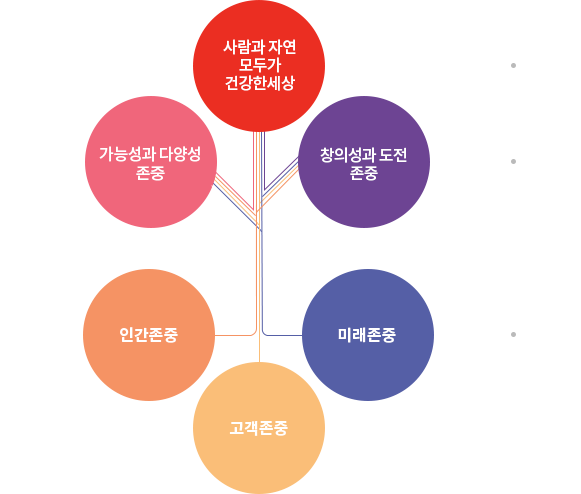 사람과 자연
모두가
건강한세상
가능성과 다양성
존중
창의성과 도전
존중
인간존중
미래존중
고객존중